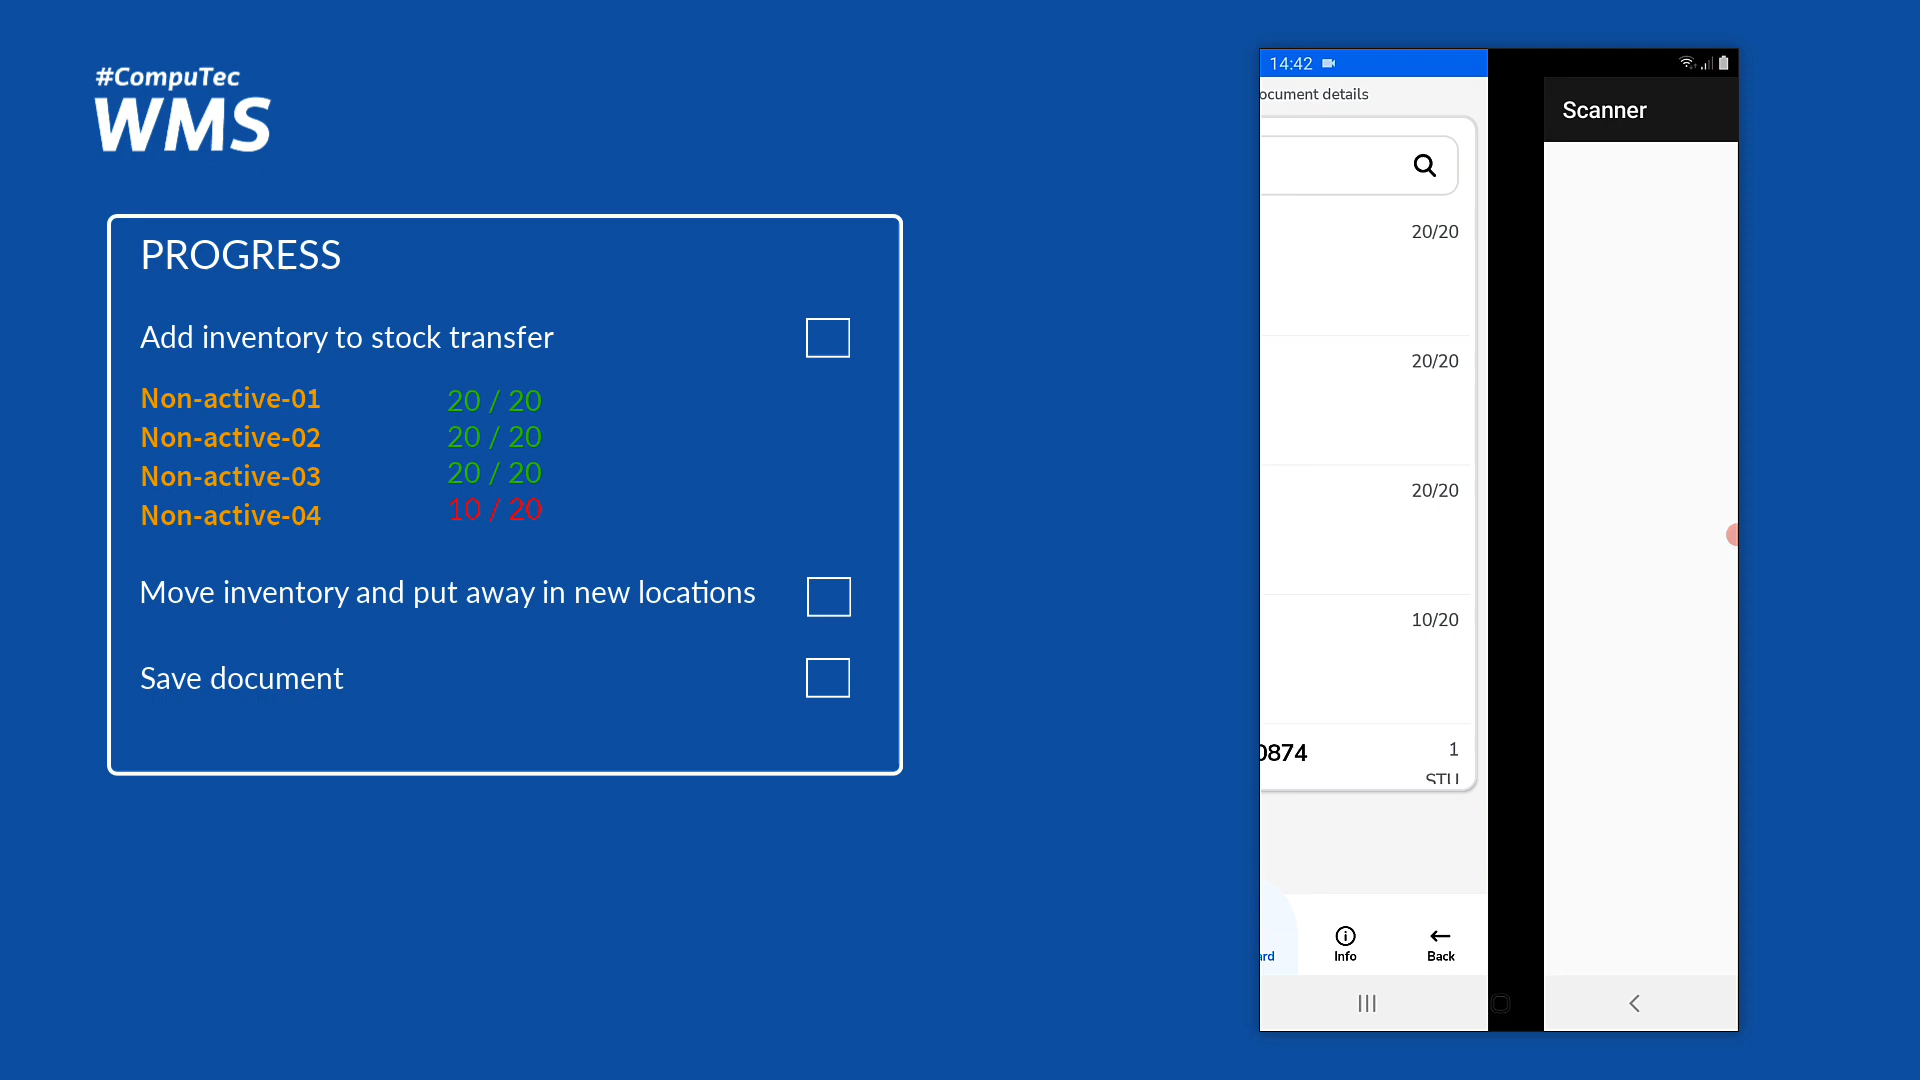 #CompuTec
WMS
PROGRESS
Add inventory to stock transfer
Non-active-01 20 / 20
Non-active-02 20 / 20
Non-active-03 20 / 20
Non-active-04 10 / 20
Move inventory and put away in new locations
Save document
14:42
ocument details
20/20
20/20
20/20
10/20
0874 1
STU
ard Info Back
Scanner